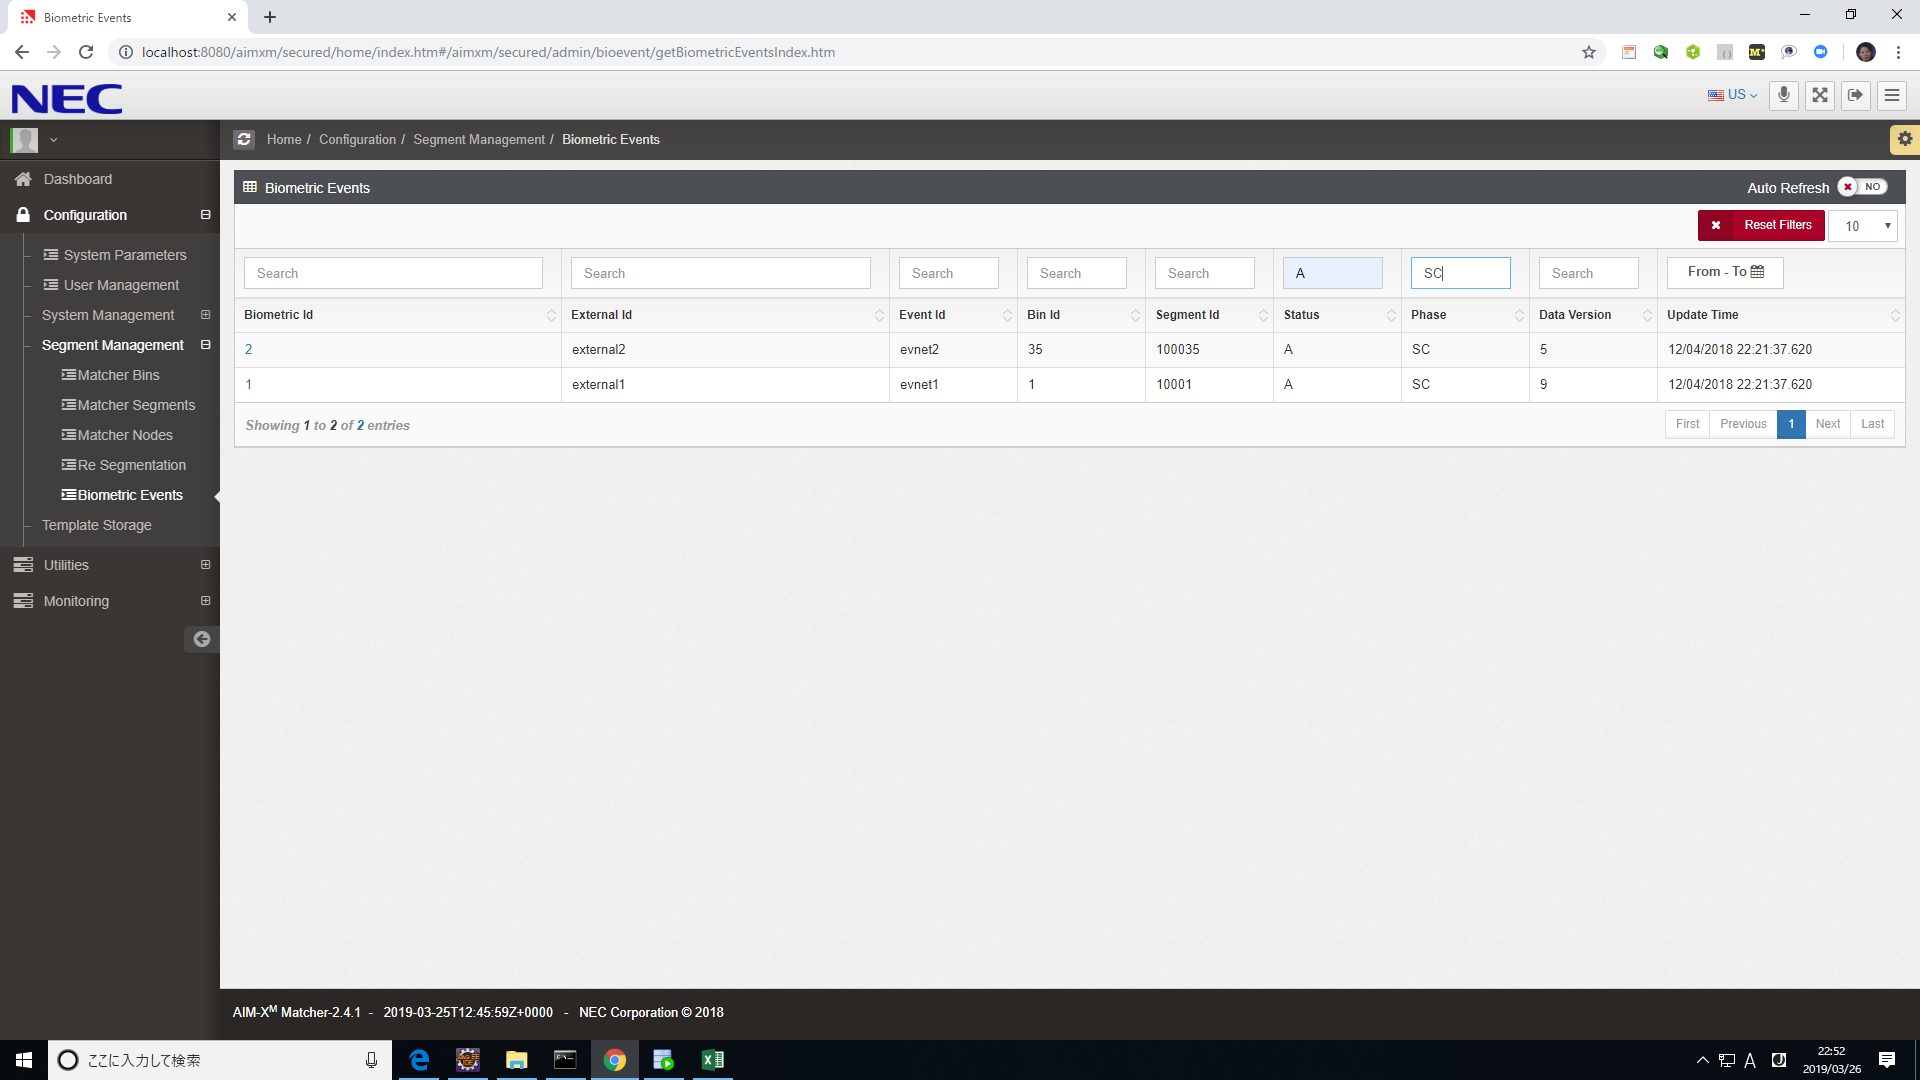 Biometric Events
localhost:8080/aimxm/secured/home/index.htm#/aimxm/secured/admin/bioevent/getBiometricEventsIndex.htm
NEC
US
Home / Configuration / Segment Management / Biometric Events
Dashboard
Configuration
System Parameters
User Management
System Management
Segment Management
Matcher Bins
Matcher Segments
Matcher Nodes
Re Segmentation
Biometric Events
Template Storage
Utilities
Monitoring
Biometric Events
Auto Refresh NO
Reset Filters 10
Search Search Search Search Search A SC Search From - To
Biometric Id External Id Event Id Bin Id Segment Id Status Phase Data Version Update Time
2 external2 evnet2 35 100035 A SC 5 12/04/2018 22:21:37.620
1 external1 evnet1 1 10001 A SC 9 12/04/2018 22:21:37.620
Showing 1 to 2 of 2 entries
First Previous 1 Next Last
AIM-XM Matcher-2.4.1 - 2019-03-25T12:45:59Z+0000 - NEC Corporation © 2018
ここに入力して検索
A
22:52
2019/03/26